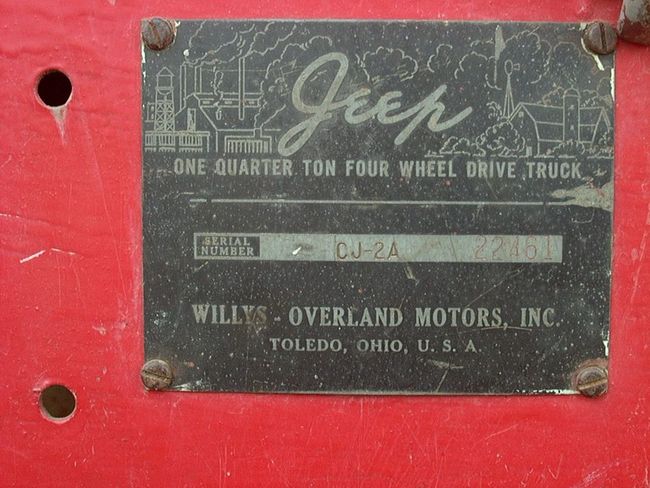 Jeep
ONE QUARTER TON FOUR WHEEL DRIVE TRUCK
SERIAL NUMBER CJ-2A 22461
WILLYS - OVERLAND MOTORS, INC.
TOLEDO, OHIO, U. S. A.